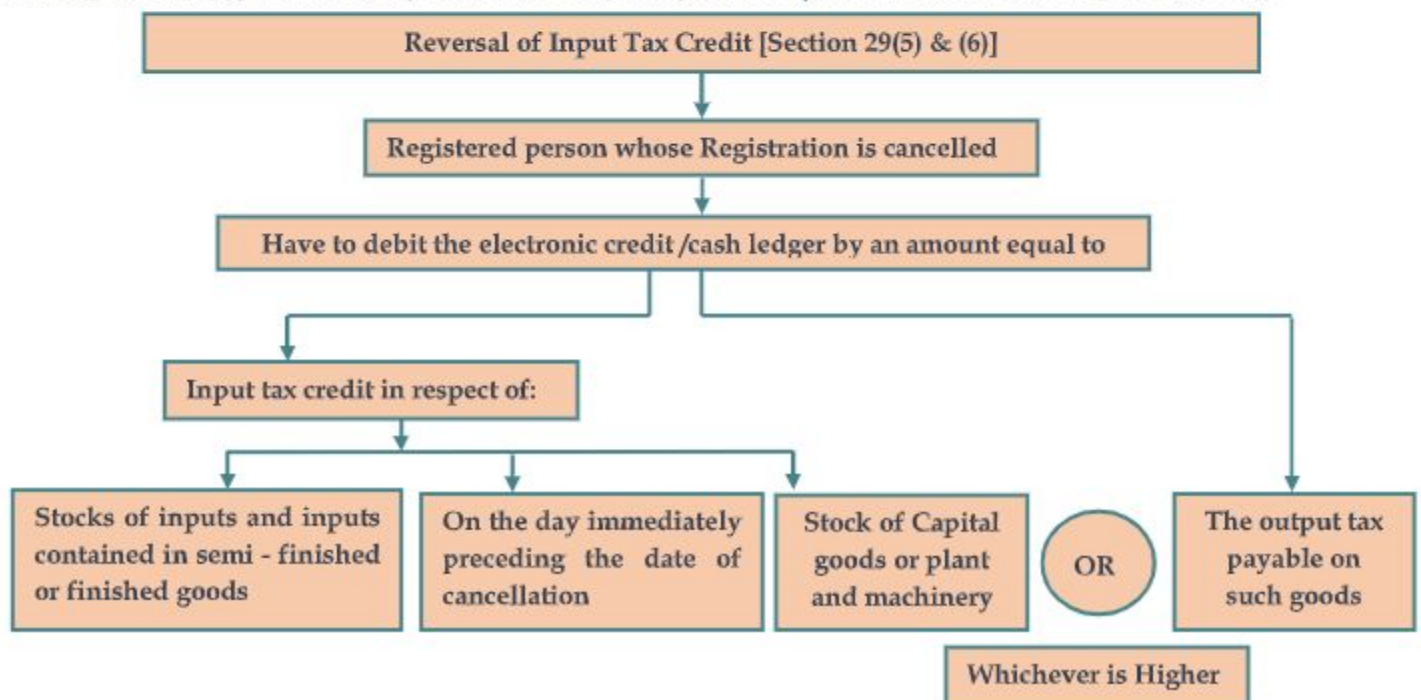 Reversal of Input Tax Credit [Section 29(5) & (6)]
Registered person whose Registration is cancelled
Have to debit the electronic credit /cash ledger by an amount equal to
Input tax credit in respect of:
Stocks of inputs and inputs
contained in semi - finished
or finished goods
On the day immediately
preceding the date of
cancellation
Stock of Capital
goods or plant
and machinery
OR
The output tax
payable on
such goods
Whichever is Higher